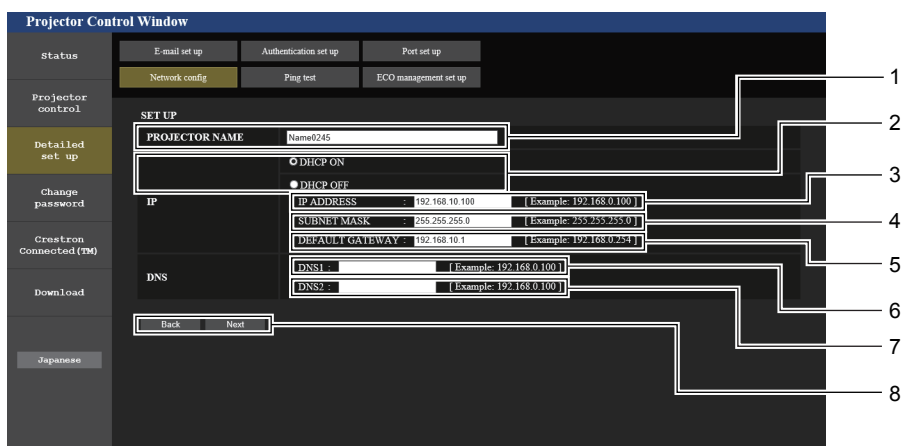 Projector Control Window
Status
E-mail set up
Authentication set up
Port set up
Network config
Ping test
ECO management set up
1
Projector
control
SET UP
2
PROJECTOR NAME
Name0245
Detailed
set up
DHCP ON
3
DHCP OFF
Change
password
IP
IP ADDRESS : 192.168.10.100 [ Example: 192.168.0.100 ]
SUBNET MASK : 255.255.255.0 [ Example: 255.255.255.0 ]
4
DEFAULT GATEWAY : 192.168.10.1 [ Example: 192.168.0.254 ]
Crestron
Connected(TM)
5
DNS
DNS1 : [ Example: 192.168.0.100 ]
DNS2 : [ Example: 192.168.0.100 ]
Download
6
Back Next
7
Japanese
8